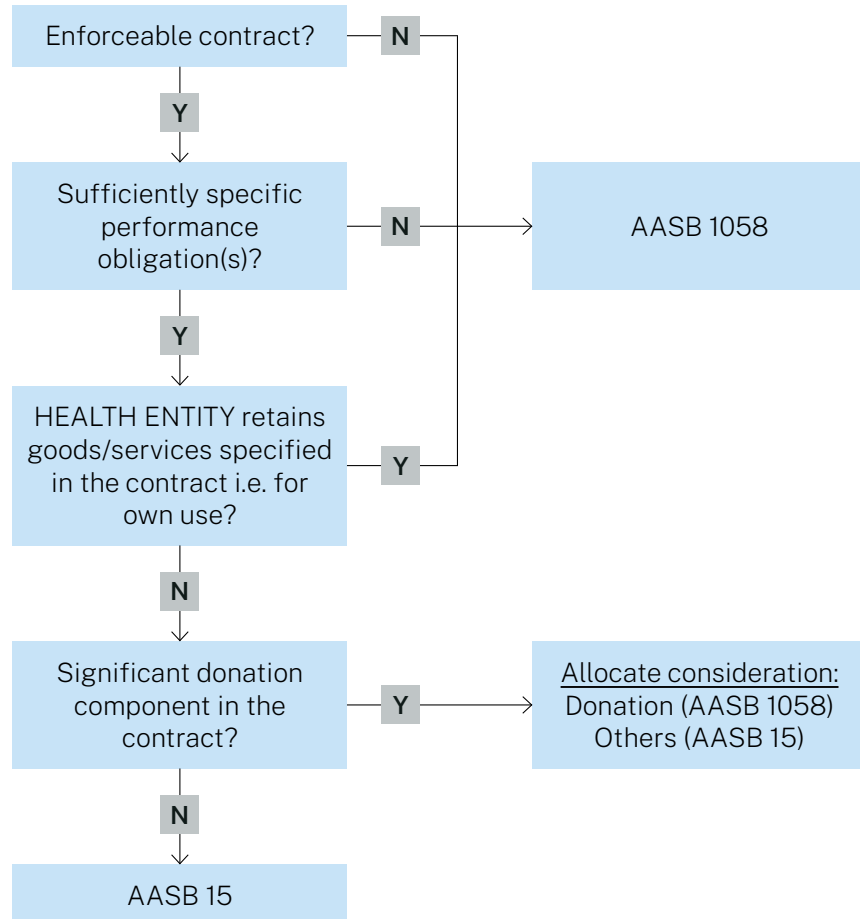 Enforceable contract?
N
Y
Sufficiently specific
performance
obligation(s)?
N
AASB 1058
Y
HEALTH ENTITY retains
goods/services specified
in the contract i.e. for
own use?
Y
N
Significant donation
component in the
contract?
Y
Allocate consideration:
Donation (AASB 1058)
Others (AASB 15)
N
AASB 15